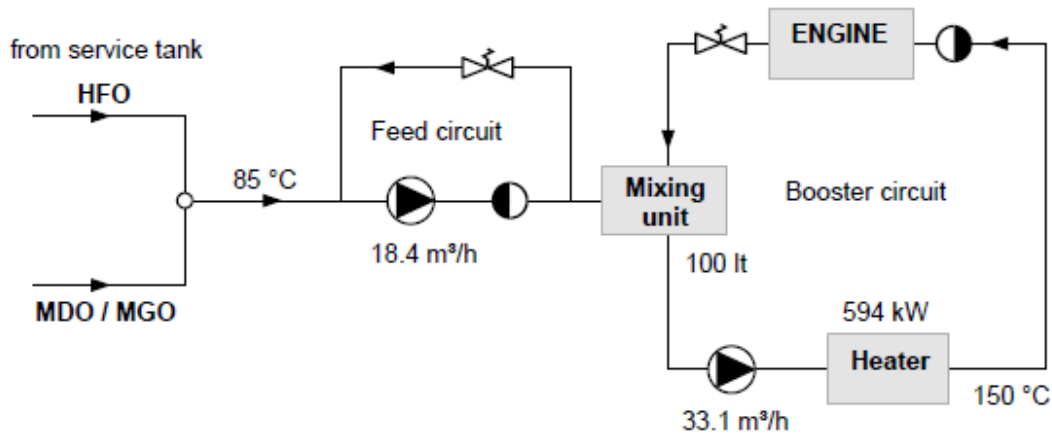 from service tank
HFO
85 °C
MDO / MGO
Feed circuit
18.4 m³/h
Mixing
unit
100 lt
ENGINE
Booster circuit
594 kW
Heater
150 °C
33.1 m³/h